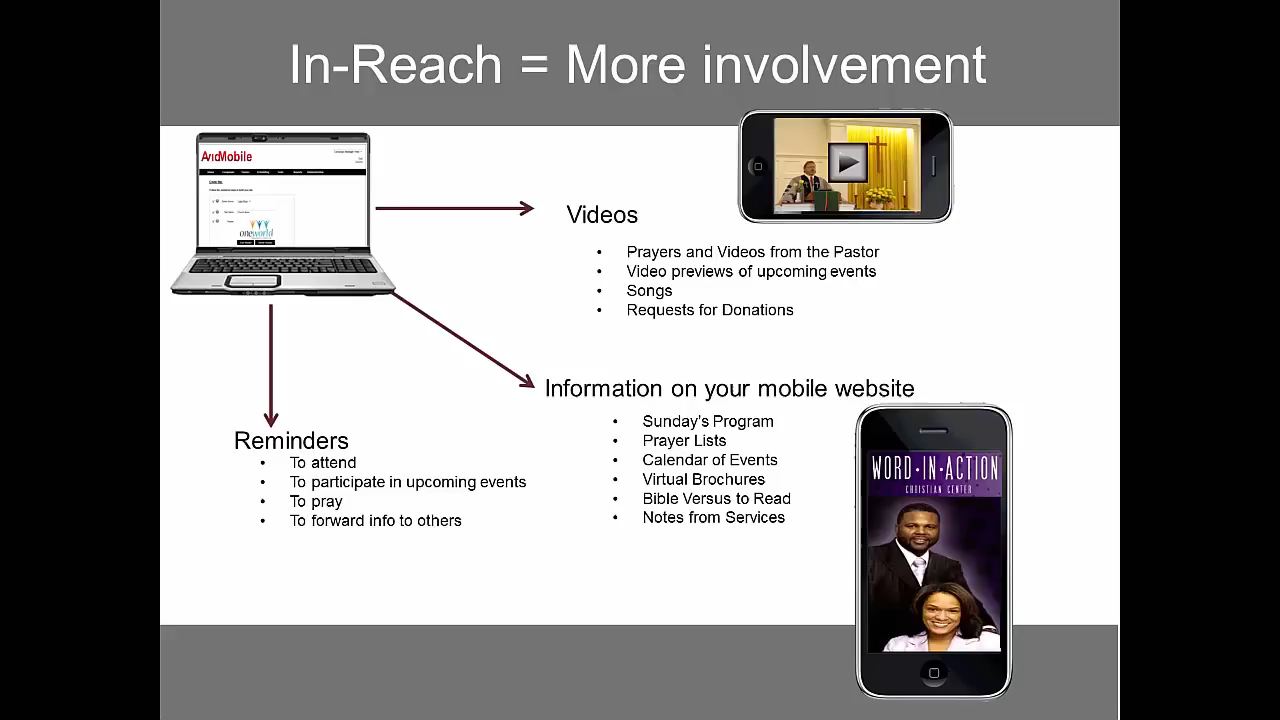 In-Reach = More involvement
AndMobile
oneworld
Videos
• Prayers and Videos from the Pastor
• Video previews of upcoming events
• Songs
• Requests for Donations
Information on your mobile website
• Sunday's Program
• Prayer Lists
• Calendar of Events
• Virtual Brochures
• Bible Versus to Read
• Notes from Services
Reminders
• To attend
• To participate in upcoming events
• To pray
• To forward info to others
WORD·IN·ACTION
CHRISTIAN CENTER